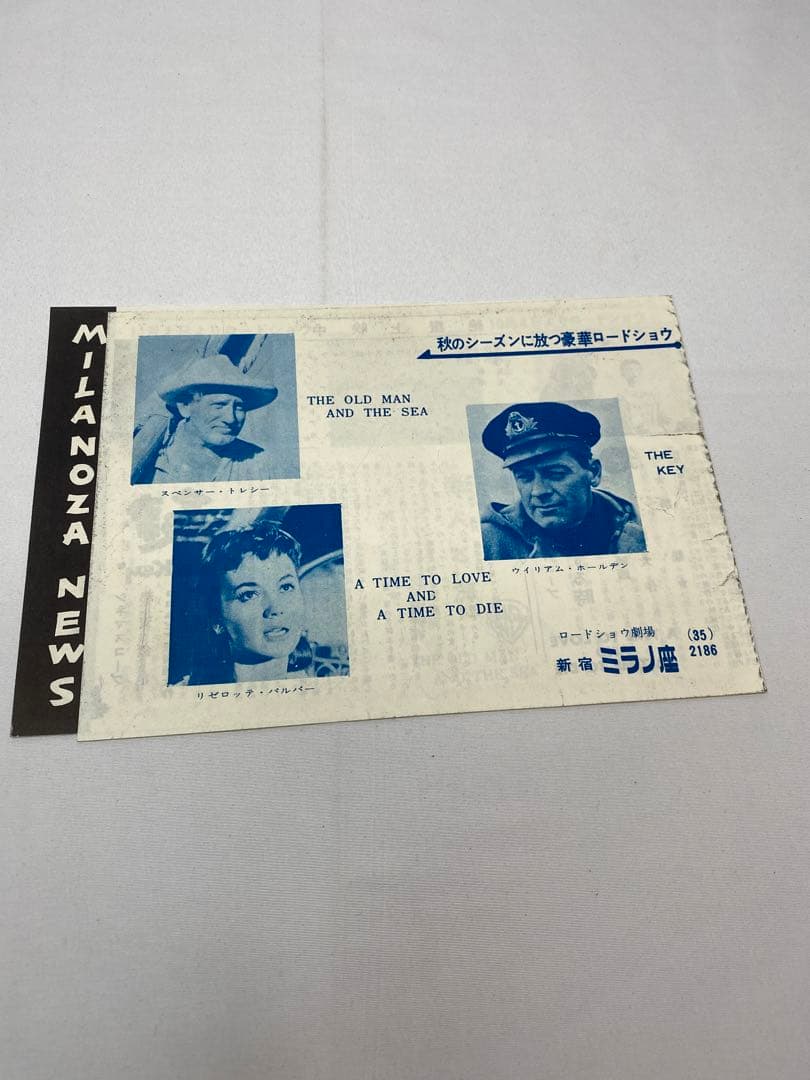 MILANOZA NEWS
秋のシーズンに放つ豪華ロードショウ
THE OLD MAN
AND THE SEA
スペンサー・トレシー
THE
KEY
ウイリアム・ホールデン
A TIME TO LOVE
AND
A TIME TO DIE
リゼロッテ・パルバー
ロードショウ劇場
新宿 ミラノ座
(35)
2186